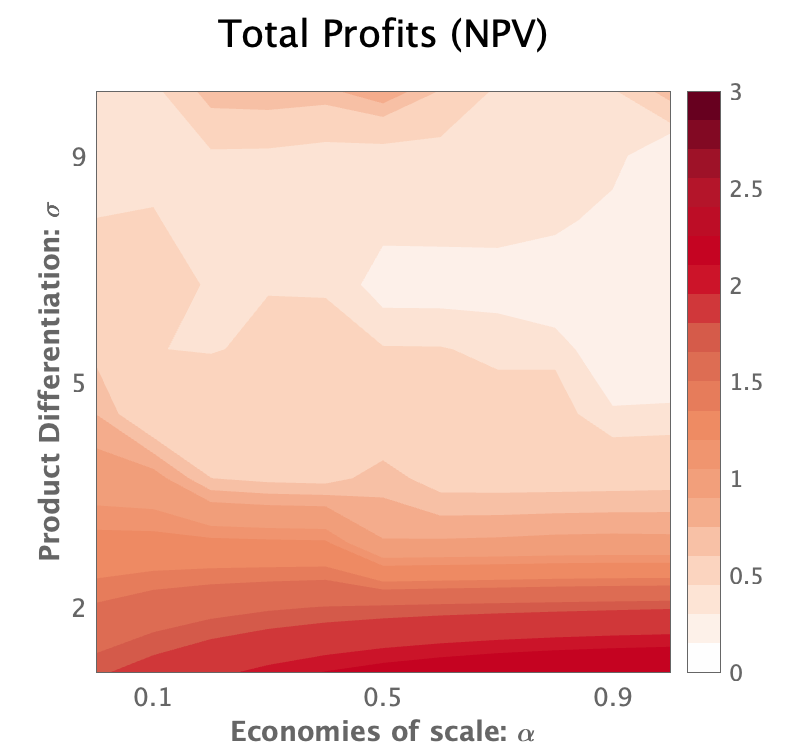 Total Profits (NPV)
Product Differentiation: σ
9
5
2
0.1 0.5 0.9
Economies of scale: α
3
2.5
2
1.5
1
0.5
0